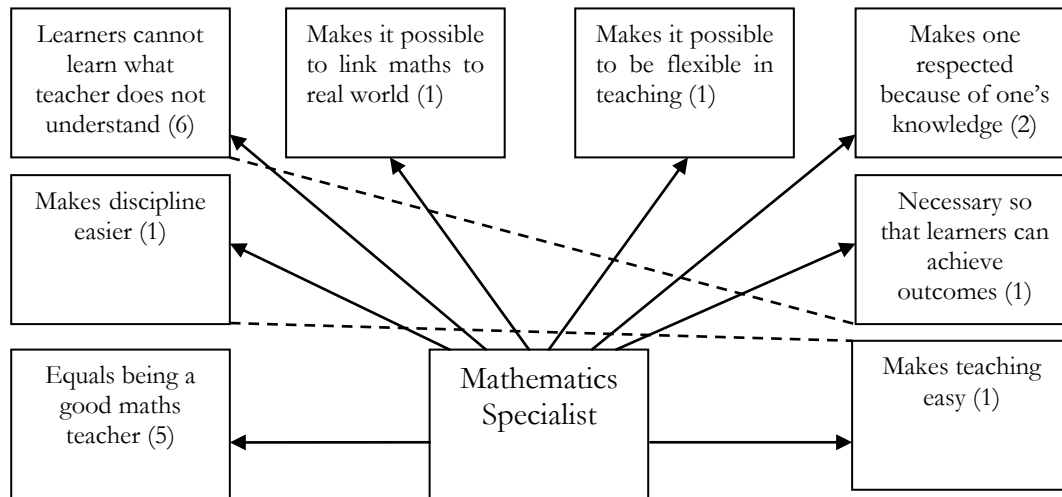 Learners cannot
learn what
teacher does not
understand (6)
Makes it possible
to link maths to
real world (1)
Makes it possible
to be flexible in
teaching (1)
Makes one
respected
because of one's
knowledge (2)
Makes discipline
easier (1)
Necessary so
that learners can
achieve
outcomes (1)
Equals being a
good maths
teacher (5)
Mathematics
Specialist
Makes teaching
easy (1)